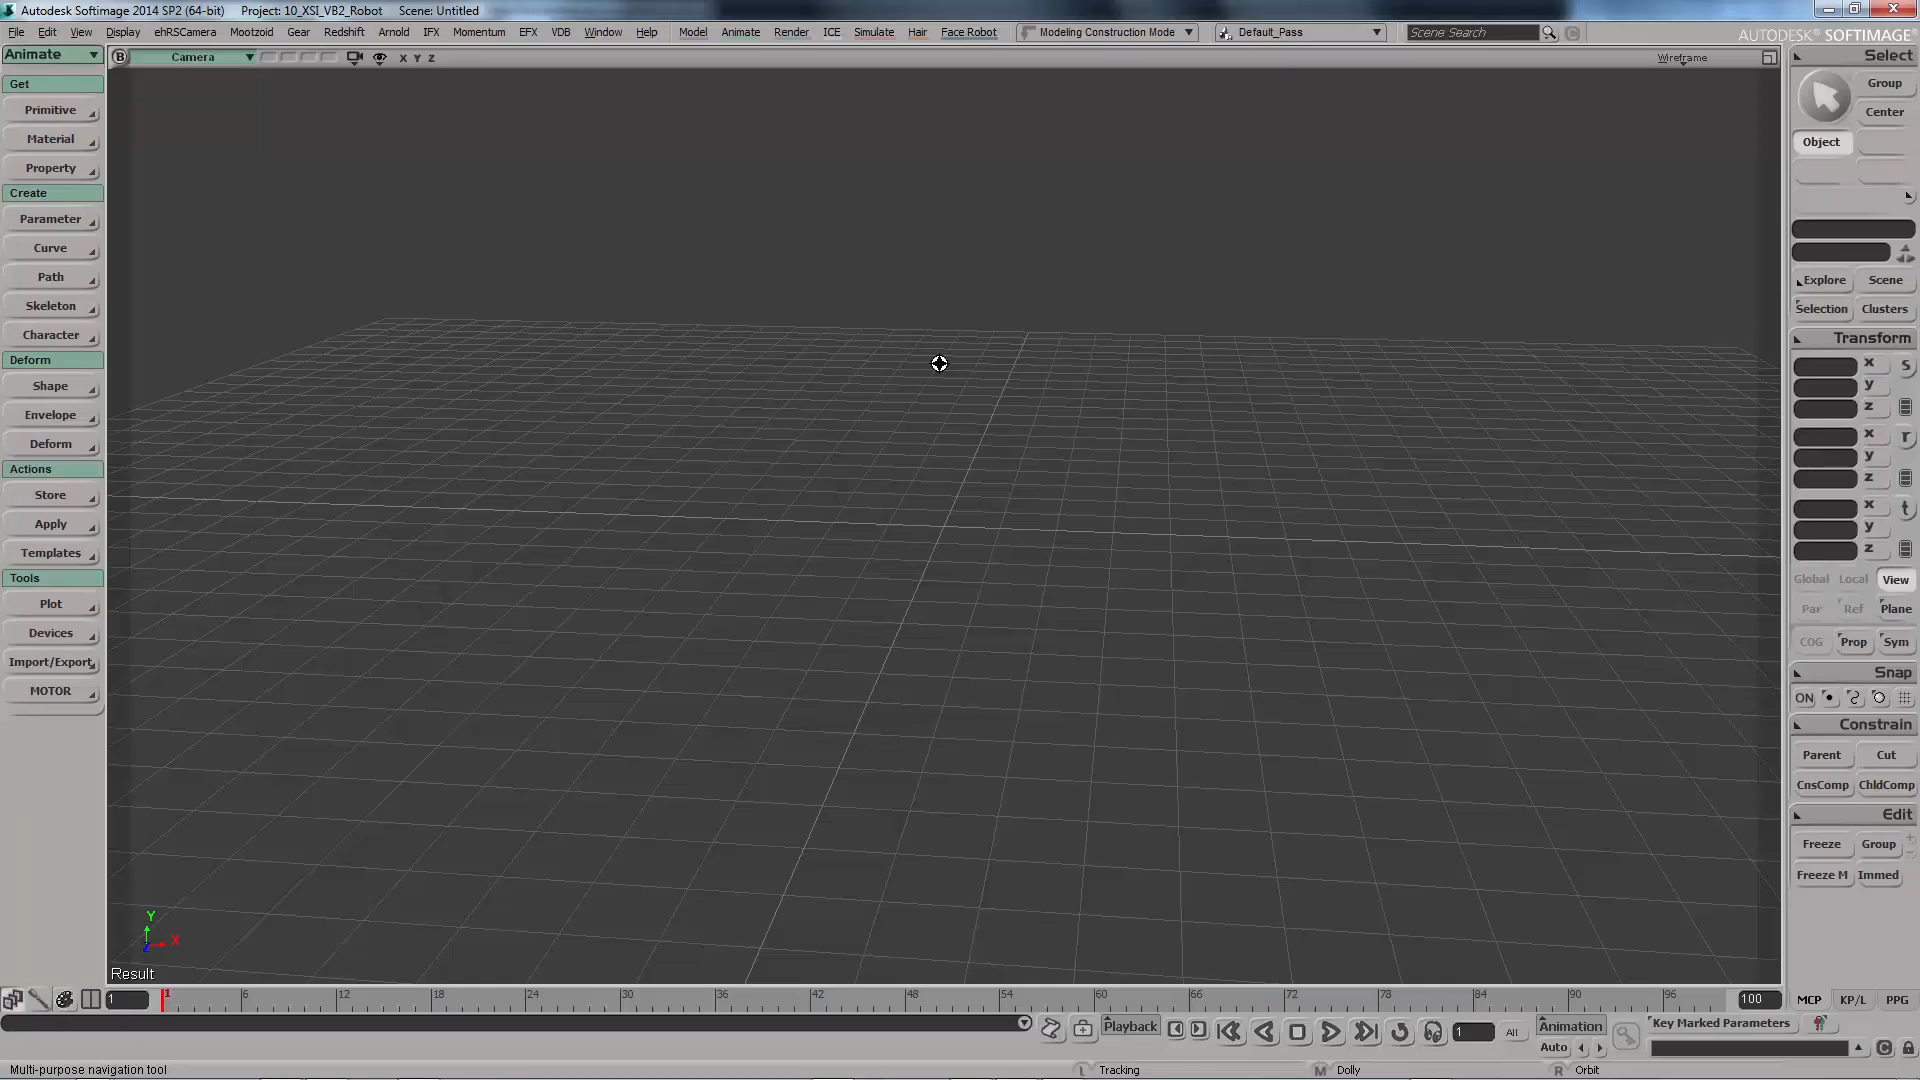 Autodesk Softimage 2014 SP2 (64-bit) Project: 10_XSI_VB2_Robot Scene: Untitled
File Edit View Display ehRSCamera Mootzoid Gear Redshift Arnold IFX Momentum EFX VDB Window Help Model Animate Render ICE Simulate Hair Face Robot Modeling Construction Mode Default_Pass Scene Search
AUTODESK® SOFTIMAGE®
Animate
B Camera X Y Z Wireframe
Get
Primitive
Material
Property
Create
Parameter
Curve
Path
Skeleton
Character
Deform
Shape
Envelope
Deform
Actions
Store
Apply
Templates
Tools
Plot
Devices
Import/Export
MOTOR
Y
X
Z
Result
Select
Group
Center
Object
Explore Scene
Selection Clusters
Transform
x s
y
z
x r
y
z
x t
y
z
Global Local View
Par Ref Plane
COG Prop Sym
Snap
ON
Constrain
Parent Cut
CnsComp ChldComp
Edit
Freeze Group
Freeze M Immed
1 1 6 12 18 24 30 36 42 48 54 60 66 72 78 84 90 96 100
MCP KP/L PPG
Playback 1 All Animation Key Marked Parameters
Auto
Multi-purpose navigation tool L Tracking M Dolly R Orbit